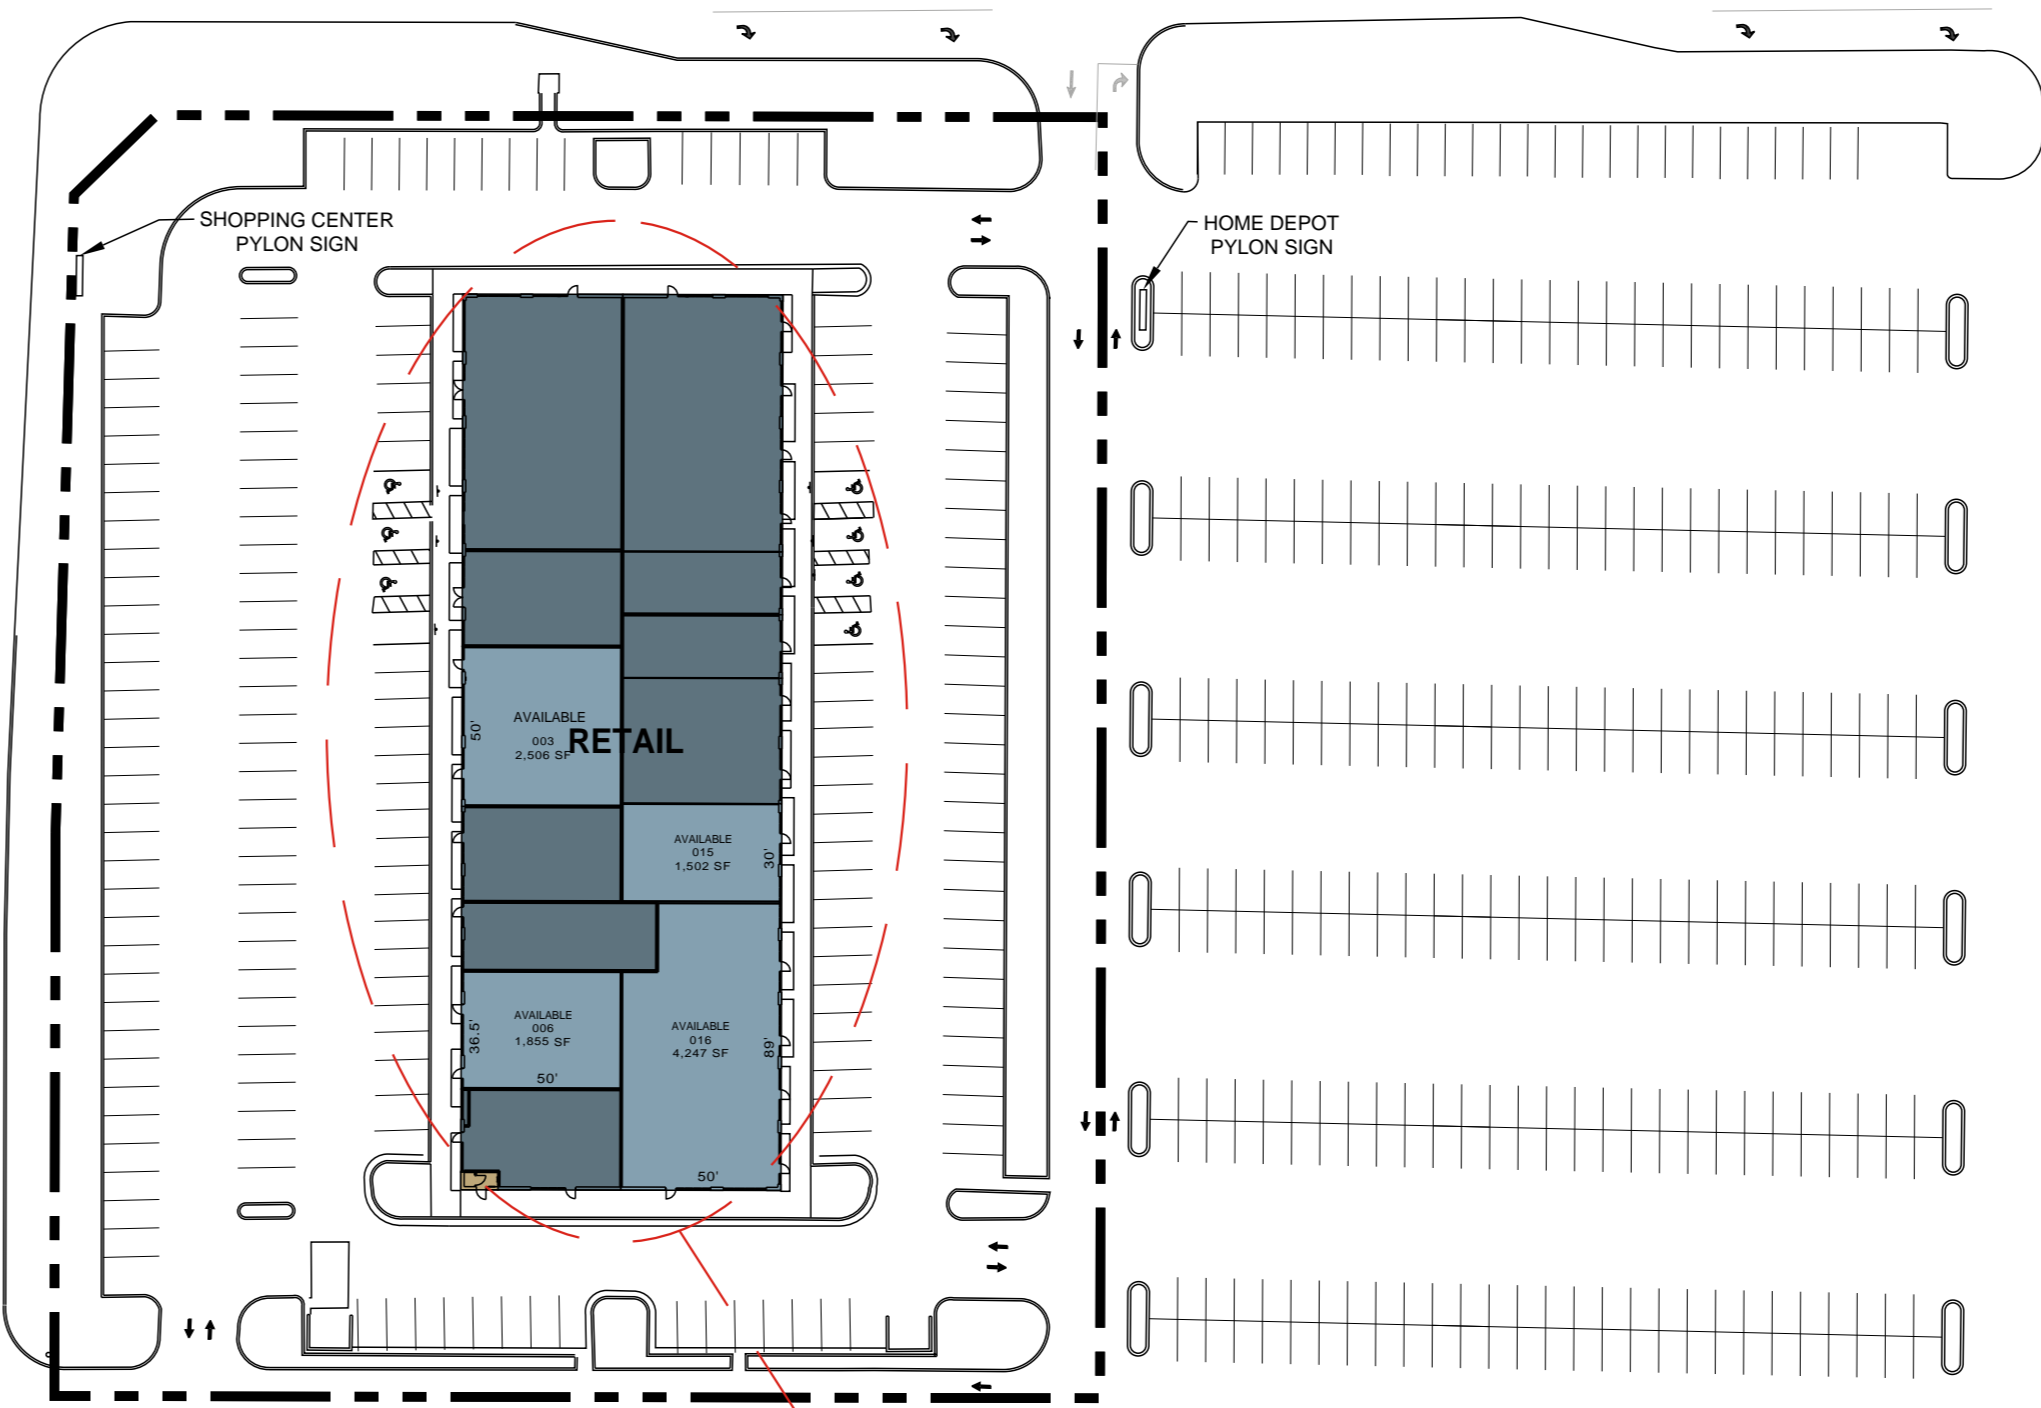 SHOPPING CENTER
PYLON SIGN
HOME DEPOT
PYLON SIGN
AVAILABLE
003
2,506 SF
50'
RETAIL
AVAILABLE
015
1,502 SF
30'
AVAILABLE
006
1,855 SF
36.5'
50'
AVAILABLE
016
4,247 SF
89'
50'